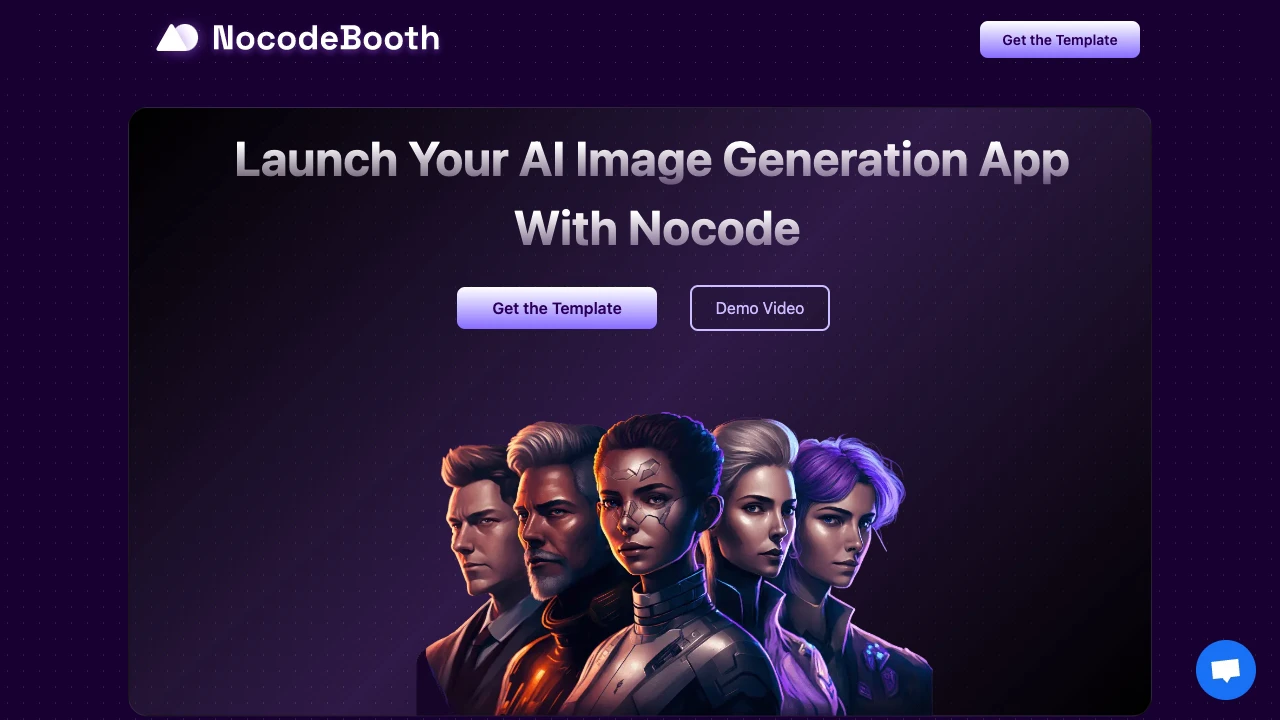 NocodeBooth
Get the Template
Launch Your AI Image Generation App
With Nocode
Get the Template
Demo Video